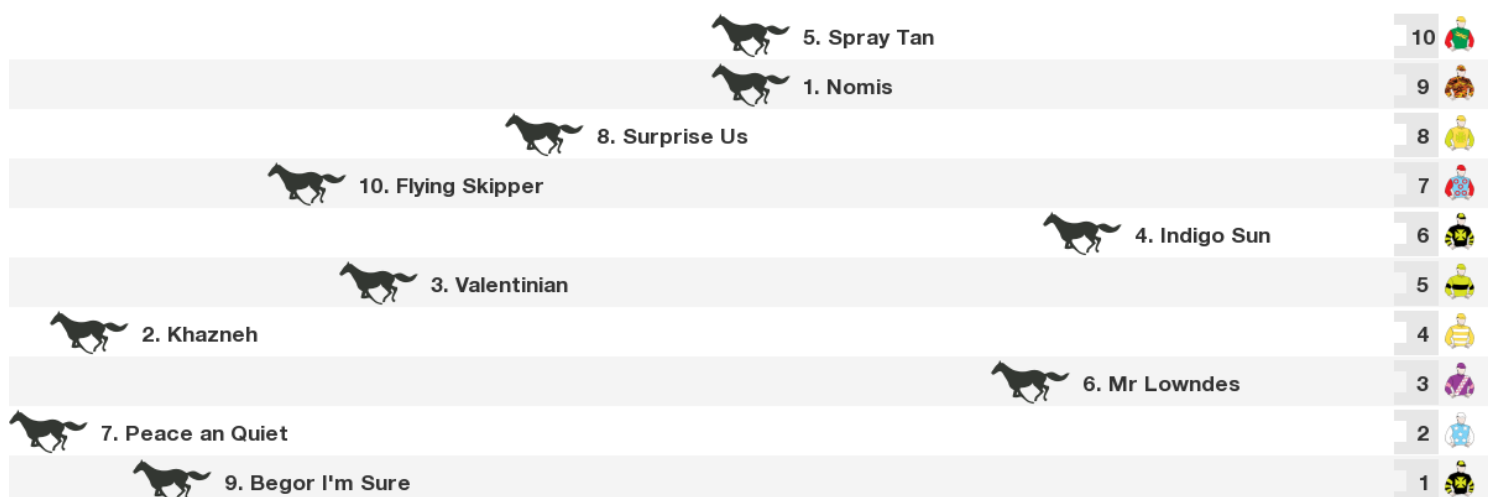 5. Spray Tan 10
1. Nomis 9
8. Surprise Us 8
10. Flying Skipper 7
4. Indigo Sun 6
3. Valentinian 5
2. Khazneh 4
6. Mr Lowndes 3
7. Peace an Quiet 2
9. Begor I'm Sure 1